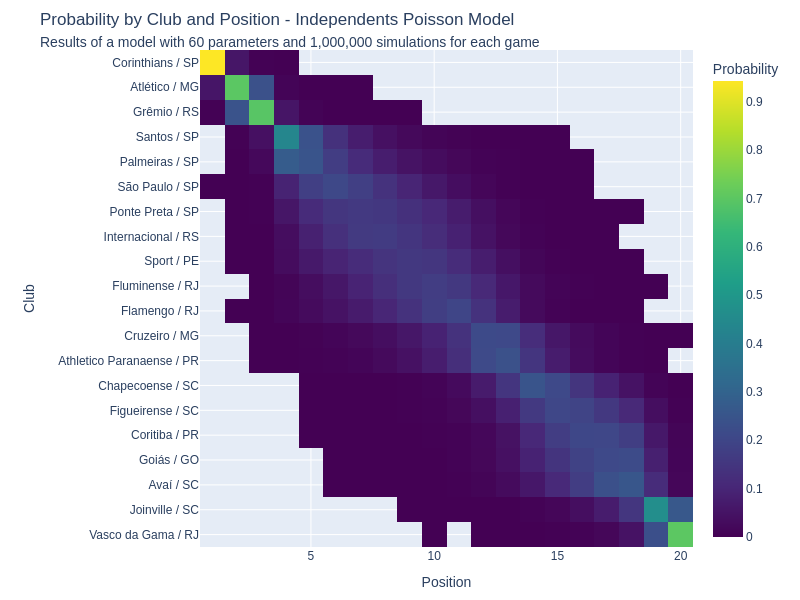 Probability by Club and Position - Independents Poisson Model
Results of a model with 60 parameters and 1,000,000 simulations for each game
Probability
Corinthians / SP
Atlético / MG
Grêmio / RS
Santos / SP
Palmeiras / SP
São Paulo / SP
Ponte Preta / SP
Internacional / RS
Sport / PE
Fluminense / RJ
Flamengo / RJ
Cruzeiro / MG
Athletico Paranaense / PR
Chapecoense / SC
Figueirense / SC
Coritiba / PR
Goiás / GO
Avaí / SC
Joinville / SC
Vasco da Gama / RJ
Club
5
10
15
20
Position
0.9
0.8
0.7
0.6
0.5
0.4
0.3
0.2
0.1
0